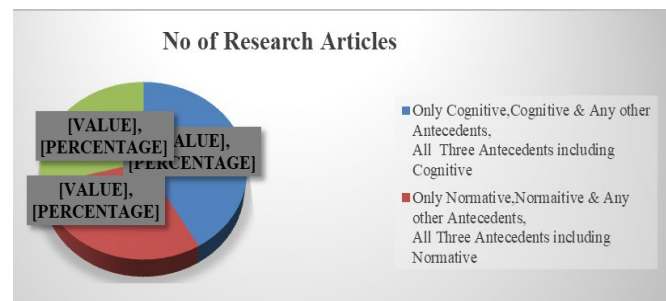 No of Research Articles
[VALUE],
[PERCENTAGE]
ALUE],
[PERCENTAGE]
[VALUE],
[PERCENTAGE]
Only Cognitive,Cognitive & Any other
Antecedents,
All Three Antecedents including
Cognitive
Only Normative,Normaitive & Any
other Antecedents,
All Three Antecedents including
Normative